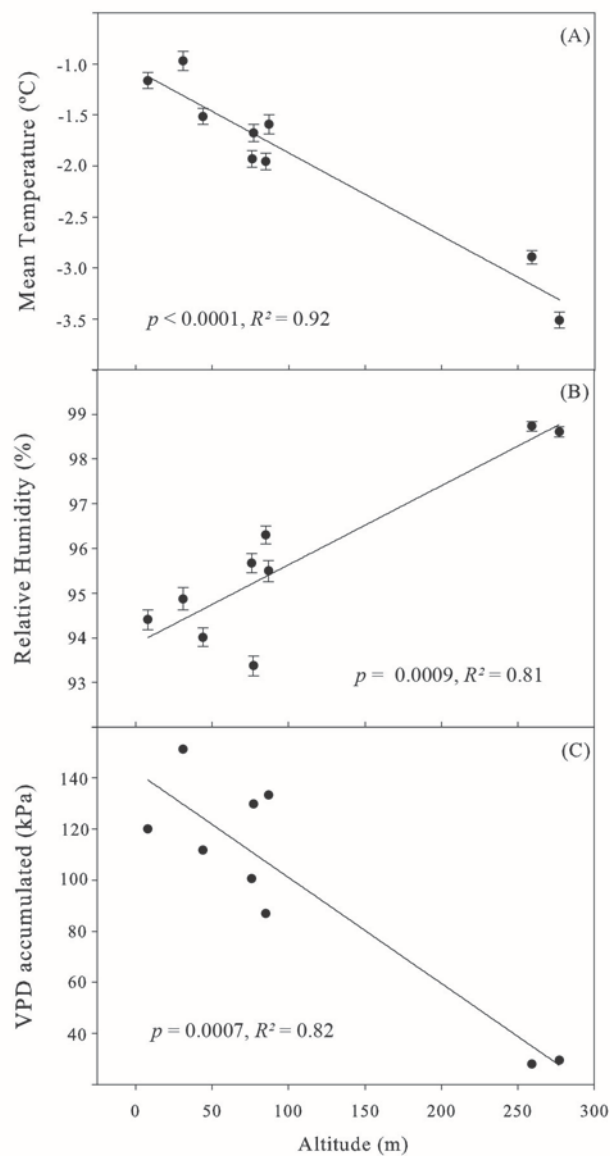 (A)
Mean Temperature (ºC)
-1.0
-1.5
-2.0
-2.5
-3.0
-3.5
p < 0.0001, R² = 0.92
(B)
Relative Humidity (%)
99
98
97
96
95
94
93
p = 0.0009, R² = 0.81
(C)
VPD accumulated (kPa)
140
120
100
80
60
40
p = 0.0007, R² = 0.82
0 50 100 150 200 250 300
Altitude (m)